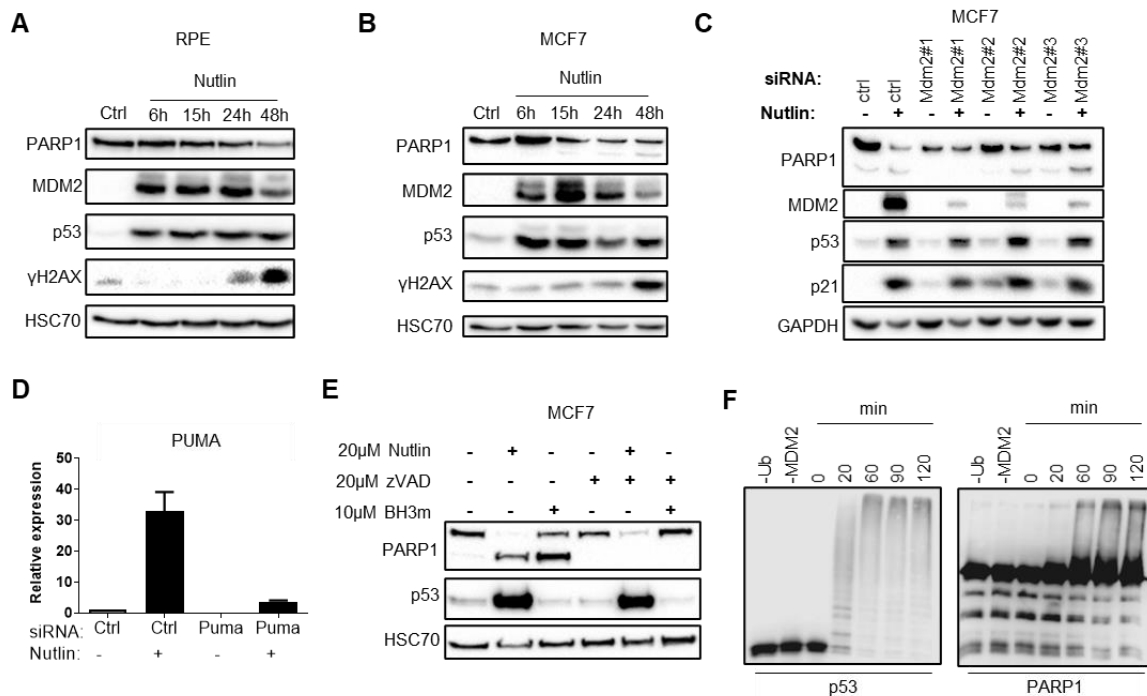 A
RPE
Nutlin
Ctrl 6h 15h 24h 48h
PARP1
MDM2
p53
γH2AX
HSC70
B
MCF7
Nutlin
Ctrl 6h 15h 24h 48h
PARP1
MDM2
p53
γH2AX
HSC70
C
MCF7
siRNA: ctrl ctrl Mdm2#1 Mdm2#1 Mdm2#2 Mdm2#2 Mdm2#3 Mdm2#3
Nutlin: - + - + - + - +
PARP1
MDM2
p53
p21
GAPDH
D
PUMA
Relative expression
50
40
30
20
10
0
siRNA: Ctrl Ctrl Puma Puma
Nutlin: - + - +
E
MCF7
20µM Nutlin - + - - + -
20µM zVAD - - - + + +
10µM BH3m - - + - - +
PARP1
p53
HSC70
F
min
-Ub -MDM2 0 20 60 90 120
p53
min
-Ub -MDM2 0 20 60 90 120
PARP1